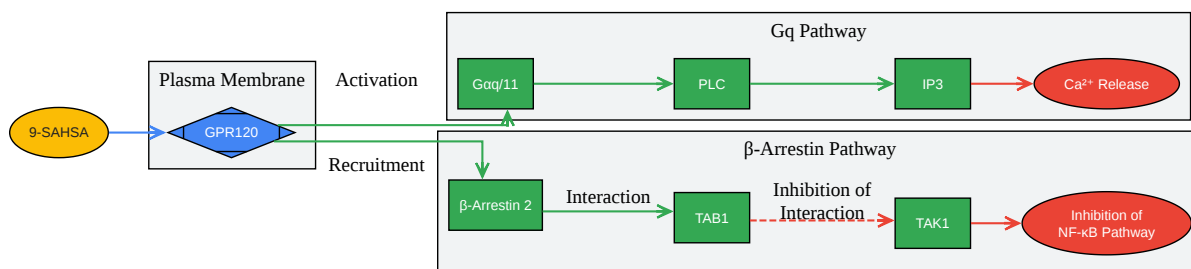 Gq Pathway
Plasma Membrane
Activation
Gαq/11
PLC
IP3
Ca²⁺ Release
9-SAHSA
GPR120
β-Arrestin Pathway
Recruitment
β-Arrestin 2
Interaction
TAB1
Inhibition of
Interaction
TAK1
Inhibition of
NF-κB Pathway